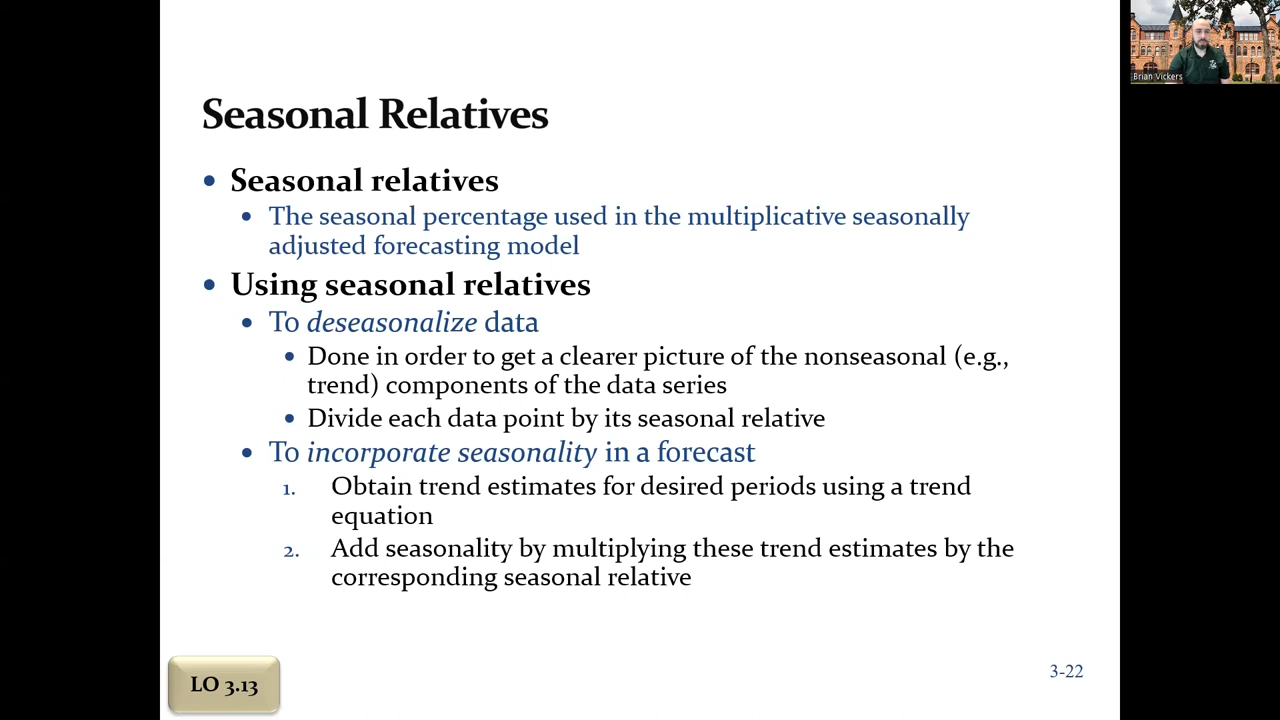 Brian Vickers
Seasonal Relatives
• Seasonal relatives
• The seasonal percentage used in the multiplicative seasonally
adjusted forecasting model
• Using seasonal relatives
• To deseasonalize data
• Done in order to get a clearer picture of the nonseasonal (e.g.,
trend) components of the data series
• Divide each data point by its seasonal relative
• To incorporate seasonality in a forecast
1. Obtain trend estimates for desired periods using a trend
equation
2. Add seasonality by multiplying these trend estimates by the
corresponding seasonal relative
LO 3.13
3-22